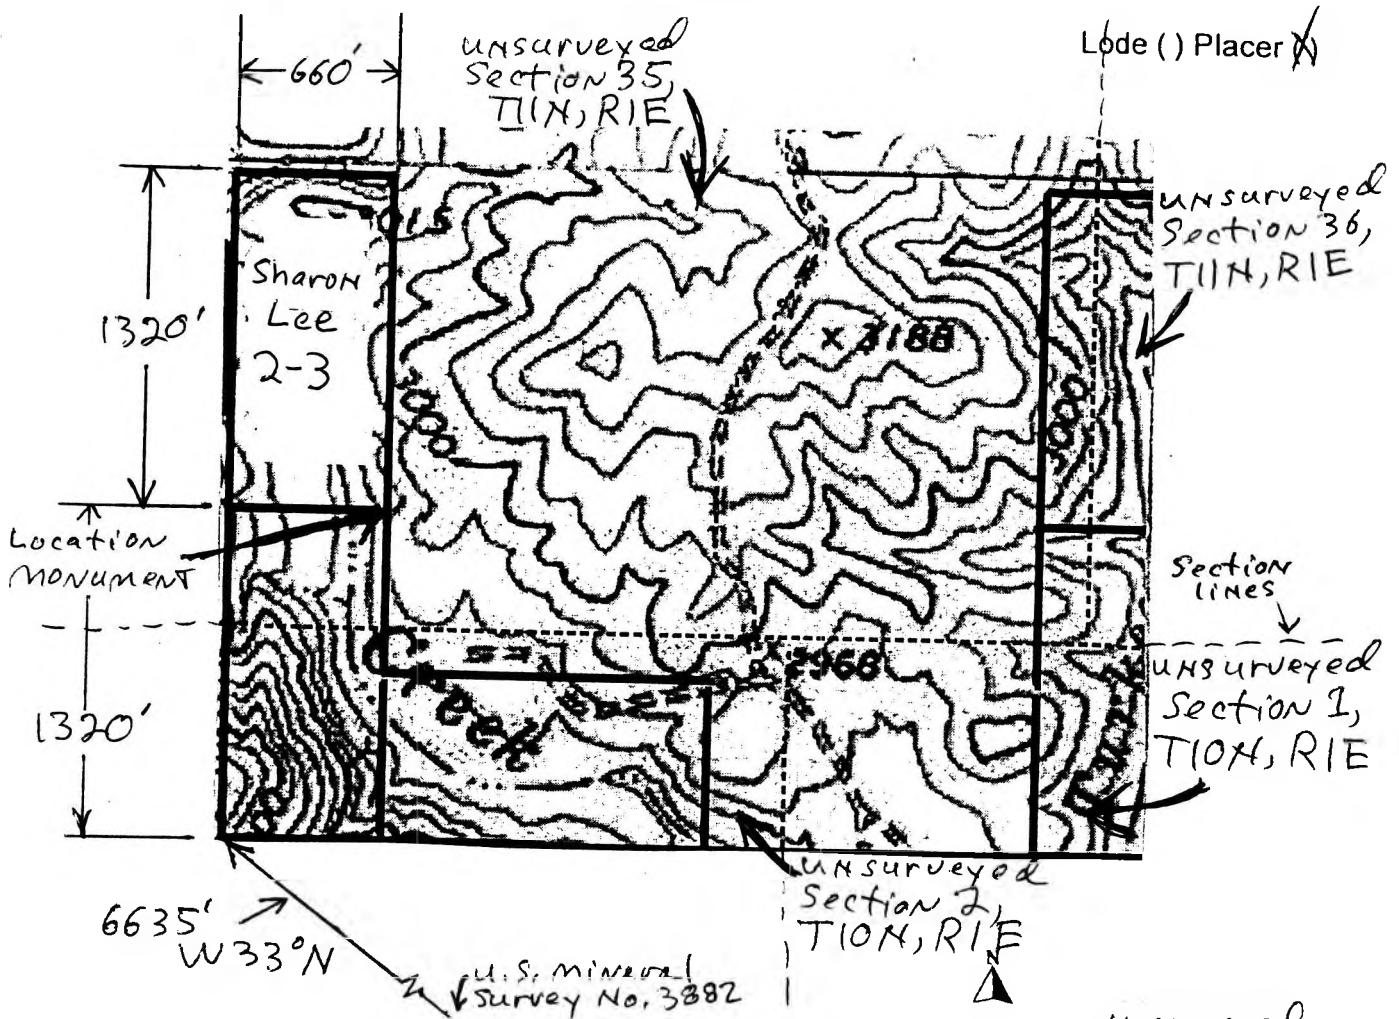 Lode ( ) Placer (X)
660'
unsurveyed
Section 35,
T11N, R1E
unsurveyed
Section 36,
T11N, R1E
Sharon
Lee
2-3
1320'
x 3188
3000
3000
Location
Monument
Section
lines
Creek
x 2968
unsurveyed
Section 1,
T10N, R1E
1320'
unsurveyed
Section 2,
T10N, R1E
6635'
W33°N
N
U.S. Mineral
Survey No. 3882